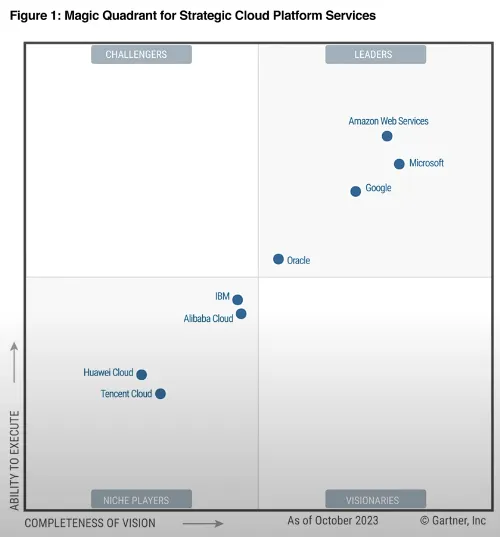 Figure 1: Magic Quadrant for Strategic Cloud Platform Services
CHALLENGERS
LEADERS
Amazon Web Services
Microsoft
Google
Oracle
IBM
Alibaba Cloud
Huawei Cloud
Tencent Cloud
ABILITY TO EXECUTE
NICHE PLAYERS
VISIONARIES
COMPLETENESS OF VISION
As of October 2023
© Gartner, Inc